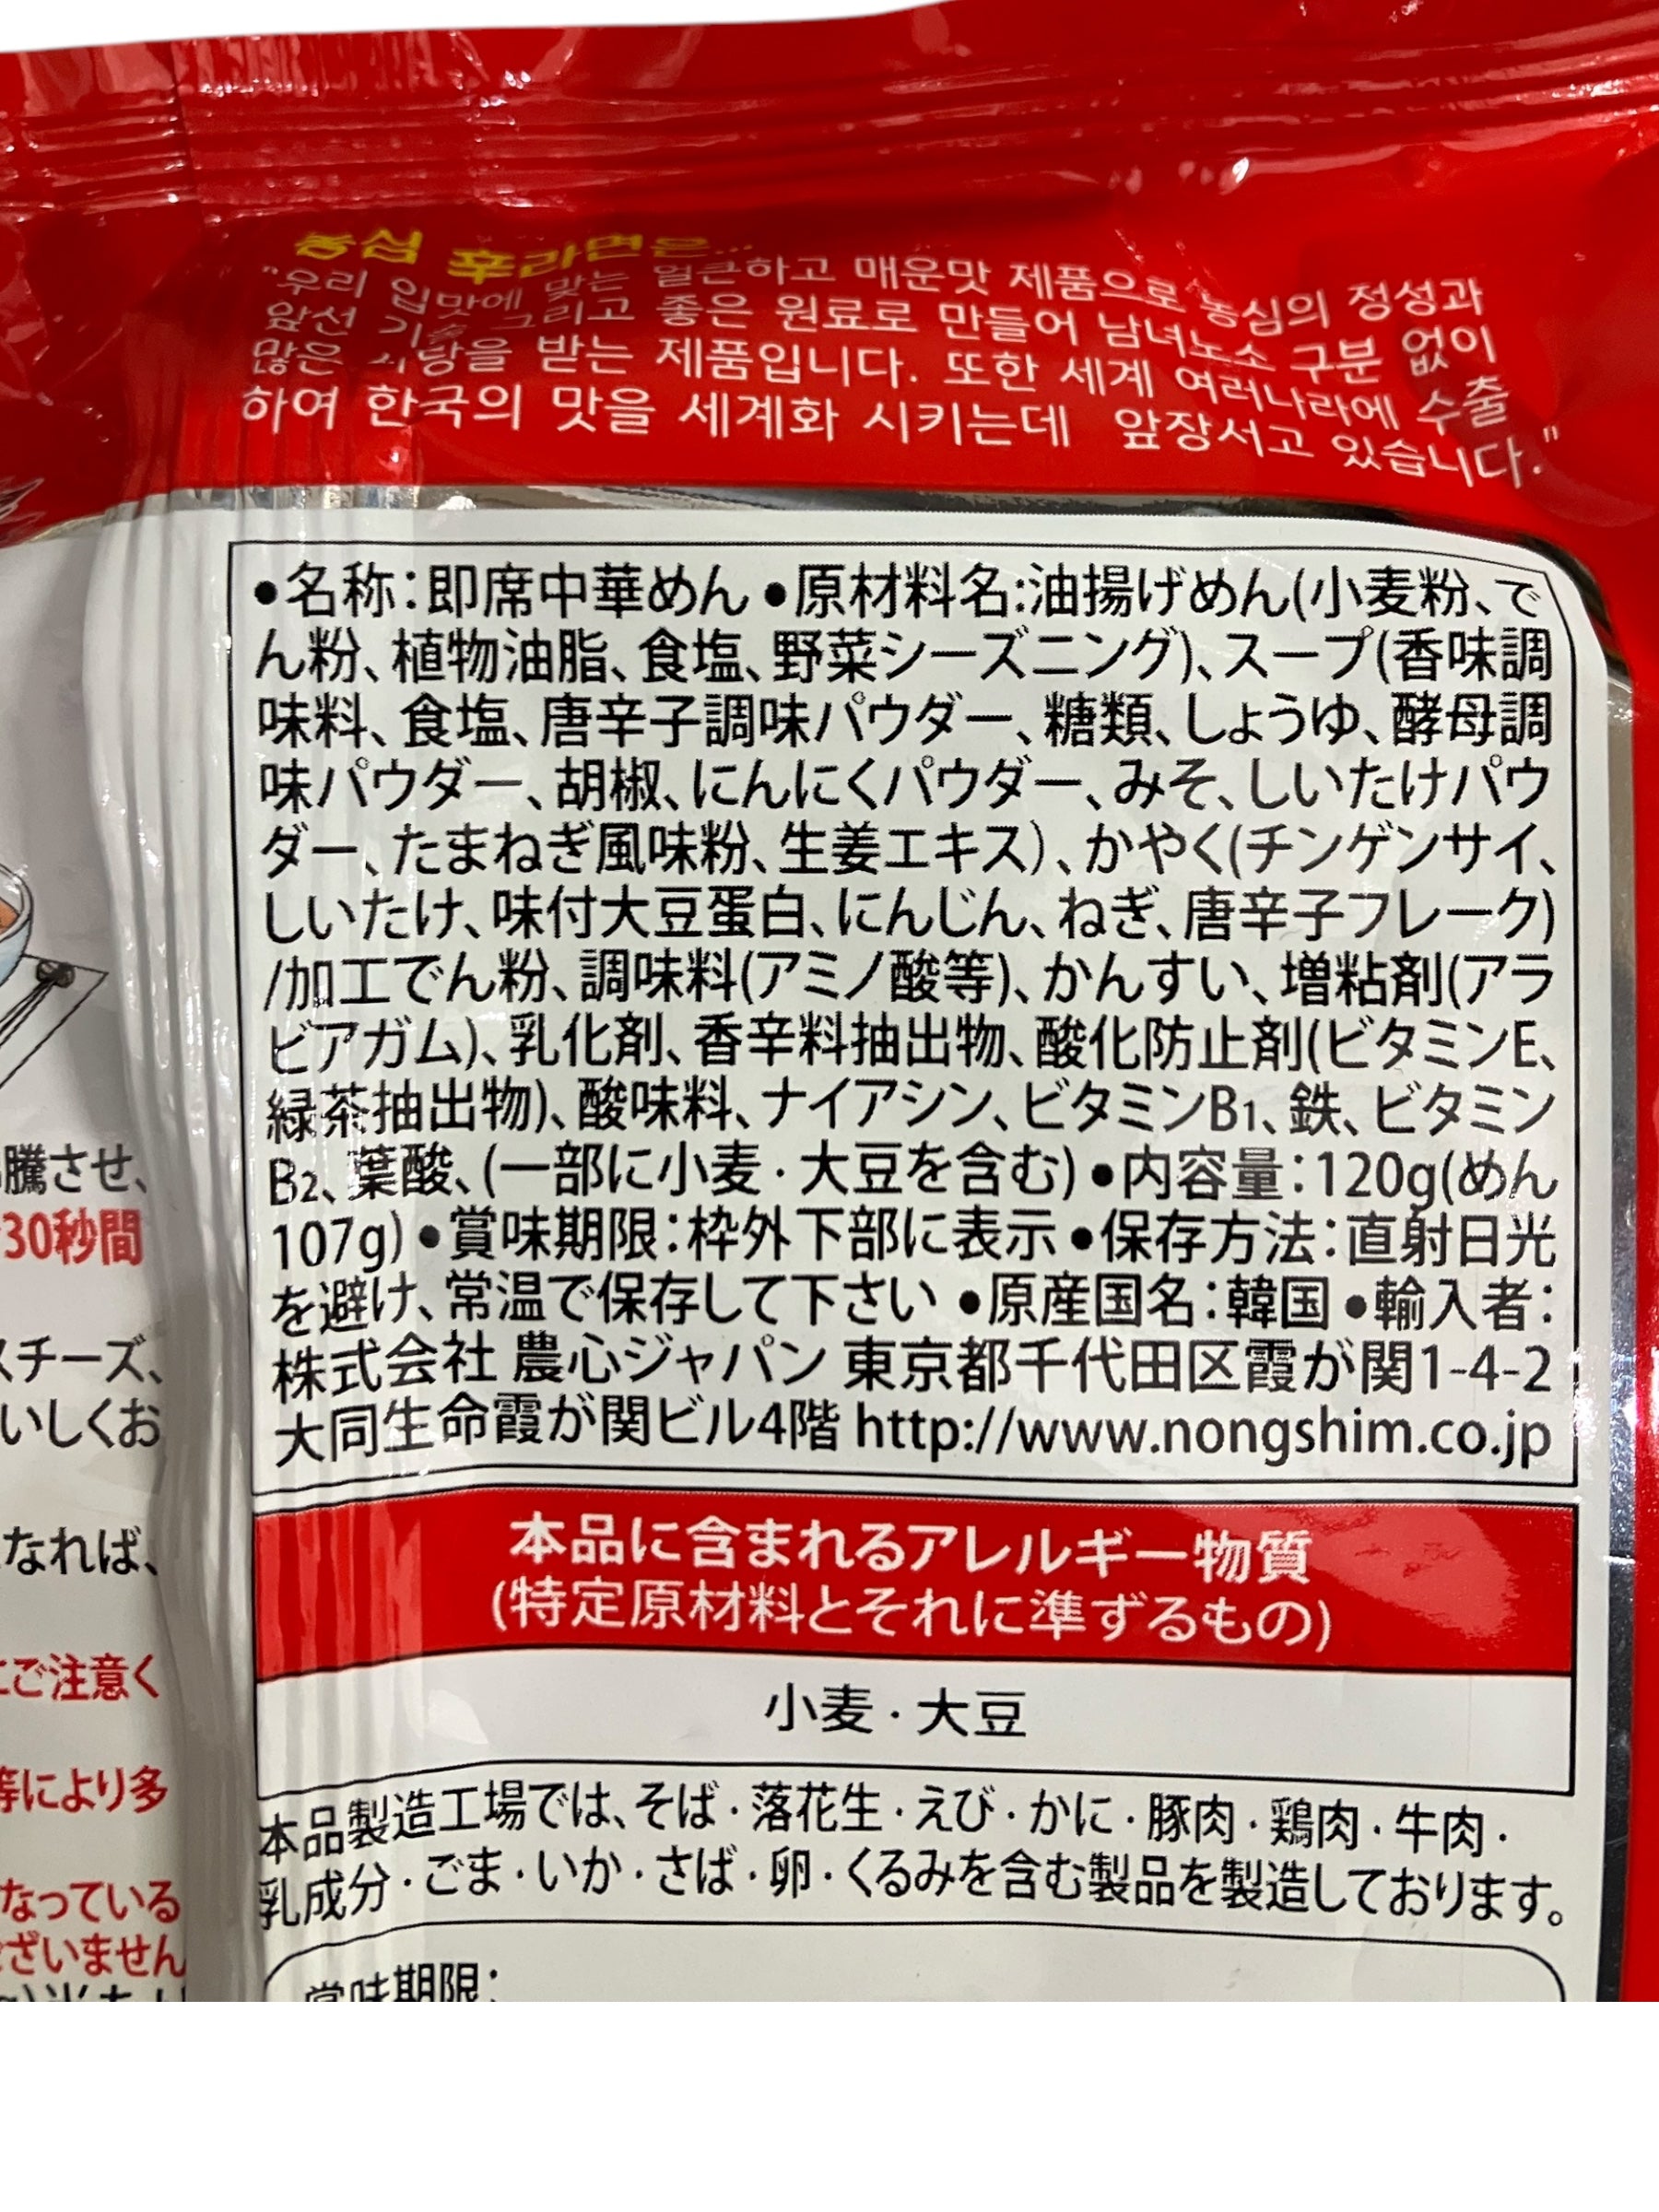 농심 辛라면은...
"우리 입맛에 맞는 얼큰하고 매운맛 제품으로 농심의 정성과
앞선 기술 그리고 좋은 원료로 만들어 남녀노소 구분 없이
많은 사랑을 받는 제품입니다. 또한 세계 여러나라에 수출
하여 한국의 맛을 세계화 시키는데 앞장서고 있습니다."
●名称:即席中華めん ●原材料名:油揚げめん(小麦粉、で
ん粉、植物油脂、食塩、野菜シーズニング)、スープ(香味調
味料、食塩、唐辛子調味パウダー、糖類、しょうゆ、酵母調
味パウダー、胡椒、にんにくパウダー、みそ、しいたけパウ
ダー、たまねぎ風味粉、生姜エキス)、かやく(チンゲンサイ、
しいたけ、味付大豆蛋白、にんじん、ねぎ、唐辛子フレーク)
/加工でん粉、調味料(アミノ酸等)、かんすい、増粘剤(アラ
ビアガム)、乳化剤、香辛料抽出物、酸化防止剤(ビタミンE、
緑茶抽出物)、酸味料、ナイアシン、ビタミンB1、鉄、ビタミン
B2、葉酸、(一部に小麦·大豆を含む) ●内容量:120g(めん
107g) ●賞味期限:枠外下部に表示 ●保存方法:直射日光
を避け、常温で保存して下さい ●原産国名:韓国 ●輸入者:
株式会社 農心ジャパン 東京都千代田区霞が関1-4-2
大同生命霞が関ビル4階 http://www.nongshim.co.jp
本品に含まれるアレルギー物質
(特定原材料とそれに準ずるもの)
小麦·大豆
本品製造工場では、そば·落花生·えび·かに·豚肉·鶏肉·牛肉·
乳成分·ごま·いか·さば·卵·くるみを含む製品を製造しております。
賞味期限:
騰させ、
30秒間
スチーズ、
いしくお
なれば、
にご注意く
等により多
なっている
ございません